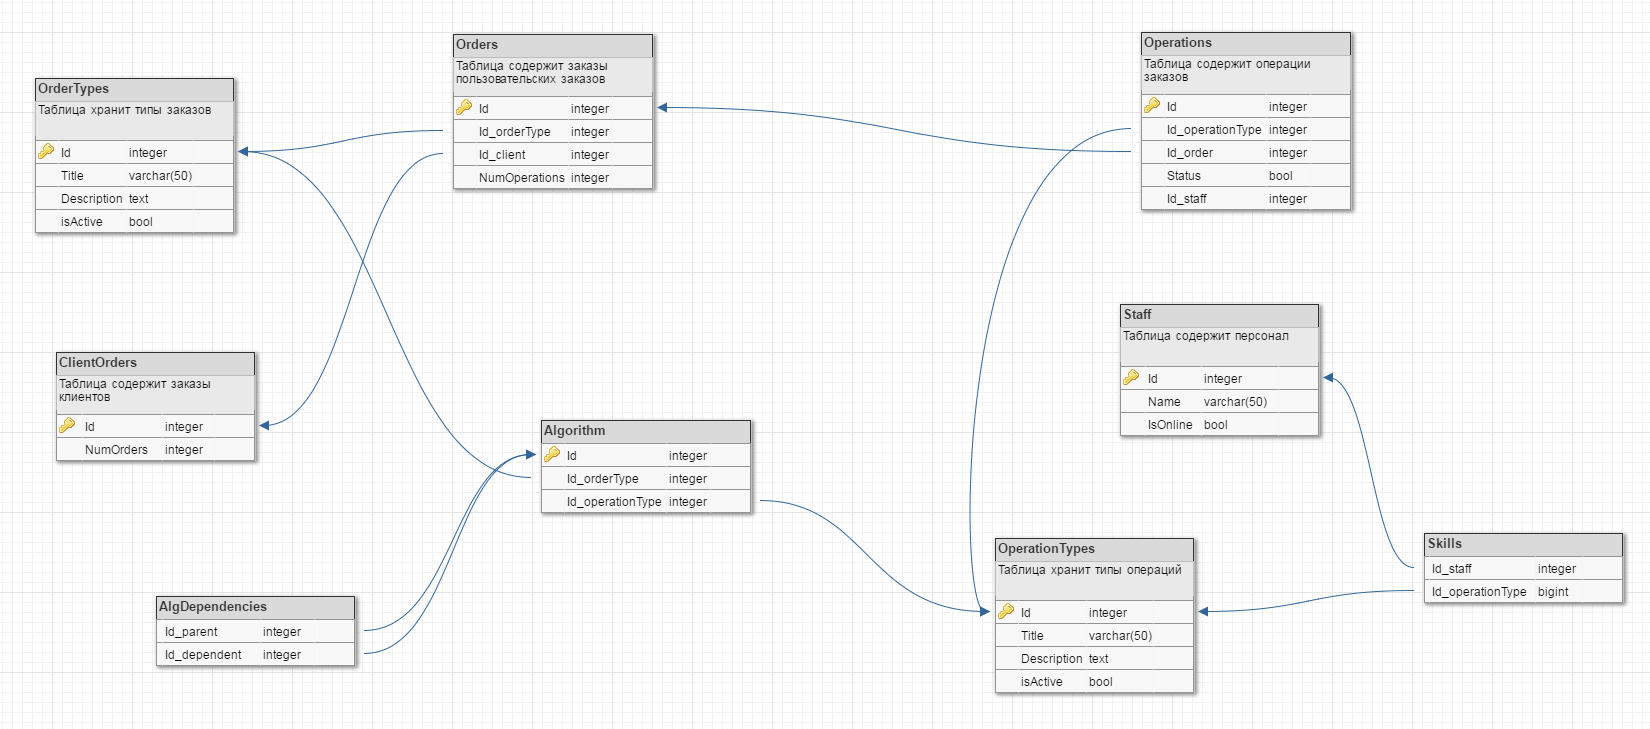 OrderTypes
Таблица хранит типы заказов
Id integer
Title varchar(50)
Description text
isActive bool
Orders
Таблица содержит заказы
пользовательских заказов
Id integer
Id_orderType integer
Id_client integer
NumOperations integer
Operations
Таблица содержит операции
заказов
Id integer
Id_operationType integer
Id_order integer
Status bool
Id_staff integer
ClientOrders
Таблица содержит заказы
клиентов
Id integer
NumOrders integer
Staff
Таблица содержит персонал
Id integer
Name varchar(50)
IsOnline bool
Algorithm
Id integer
Id_orderType integer
Id_operationType integer
AlgDependencies
Id_parent integer
Id_dependent integer
OperationTypes
Таблица хранит типы операций
Id integer
Title varchar(50)
Description text
isActive bool
Skills
Id_staff integer
Id_operationType bigint